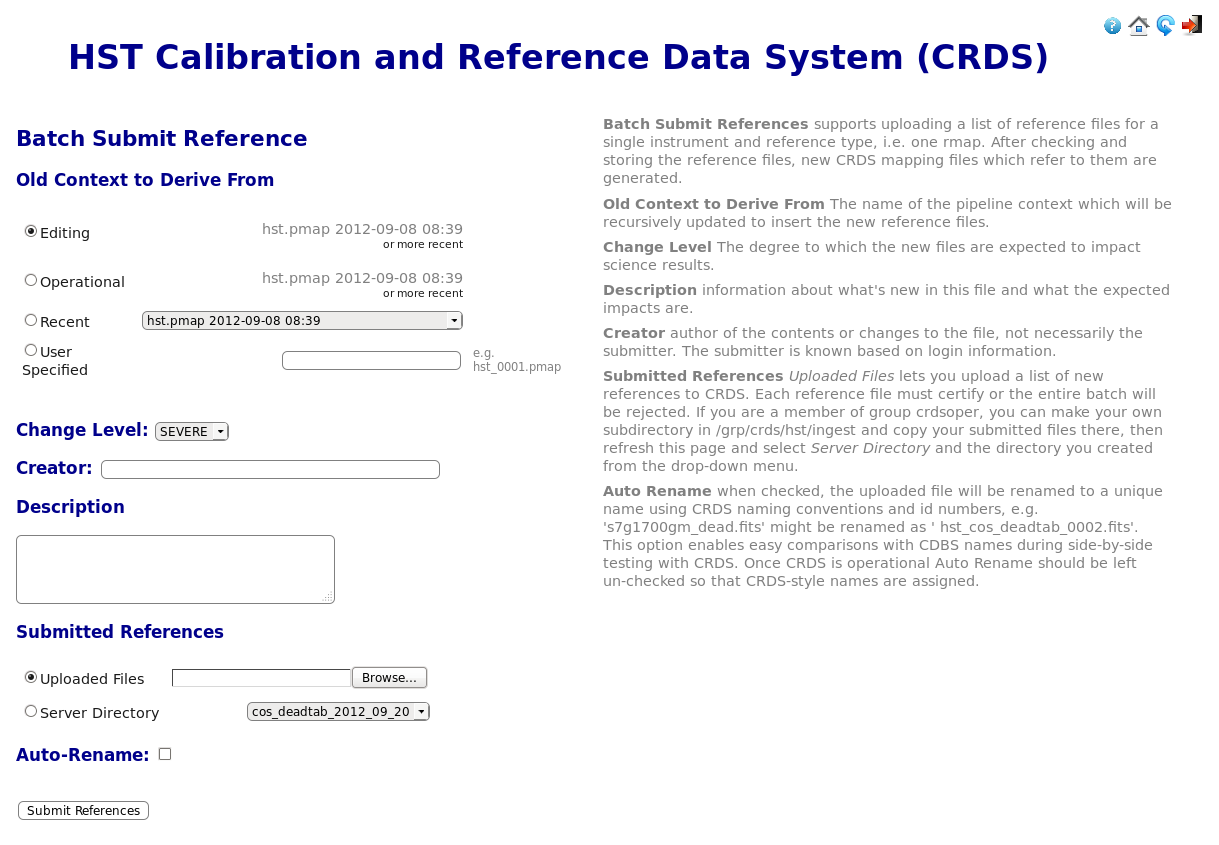 HST Calibration and Reference Data System (CRDS)
Batch Submit Reference
Old Context to Derive From
Editing
hst.pmap 2012-09-08 08:39
or more recent
Operational
hst.pmap 2012-09-08 08:39
or more recent
Recent
hst.pmap 2012-09-08 08:39
User
Specified
e.g.
hst_0001.pmap
Change Level:
SEVERE
Creator:
Description
Submitted References
Uploaded Files
Browse...
Server Directory
cos_deadtab_2012_09_20
Auto-Rename:
Submit References
Batch Submit References supports uploading a list of reference files for a
single instrument and reference type, i.e. one rmap. After checking and
storing the reference files, new CRDS mapping files which refer to them are
generated.
Old Context to Derive From The name of the pipeline context which will be
recursively updated to insert the new reference files.
Change Level The degree to which the new files are expected to impact
science results.
Description information about what's new in this file and what the expected
impacts are.
Creator author of the contents or changes to the file, not necessarily the
submitter. The submitter is known based on login information.
Submitted References Uploaded Files lets you upload a list of new
references to CRDS. Each reference file must certify or the entire batch will
be rejected. If you are a member of group crdsoper, you can make your own
subdirectory in /grp/crds/hst/ingest and copy your submitted files there, then
refresh this page and select Server Directory and the directory you created
from the drop-down menu.
Auto Rename when checked, the uploaded file will be renamed to a unique
name using CRDS naming conventions and id numbers, e.g.
's7g1700gm_dead.fits' might be renamed as ' hst_cos_deadtab_0002.fits'.
This option enables easy comparisons with CDBS names during side-by-side
testing with CRDS. Once CRDS is operational Auto Rename should be left
un-checked so that CRDS-style names are assigned.